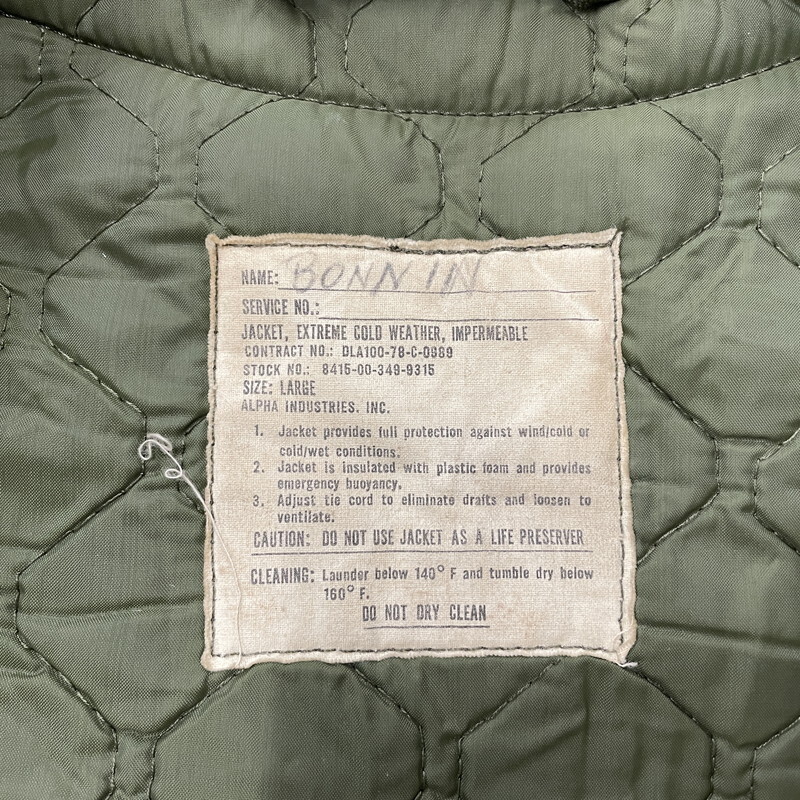 NAME: BONNIN
SERVICE NO.:
JACKET, EXTREME COLD WEATHER, IMPERMEABLE
CONTRACT NO.: DLA100-78-C-0889
STOCK NO.: 8415-00-349-9315
SIZE: LARGE
ALPHA INDUSTRIES, INC.
1. Jacket provides full protection against wind/cold or
cold/wet conditions.
2. Jacket is insulated with plastic foam and provides
emergency buoyancy.
3. Adjust tie cord to eliminate drafts and loosen to
ventilate.
CAUTION: DO NOT USE JACKET AS A LIFE PRESERVER
CLEANING: Launder below 140° F and tumble dry below
160° F.
DO NOT DRY CLEAN